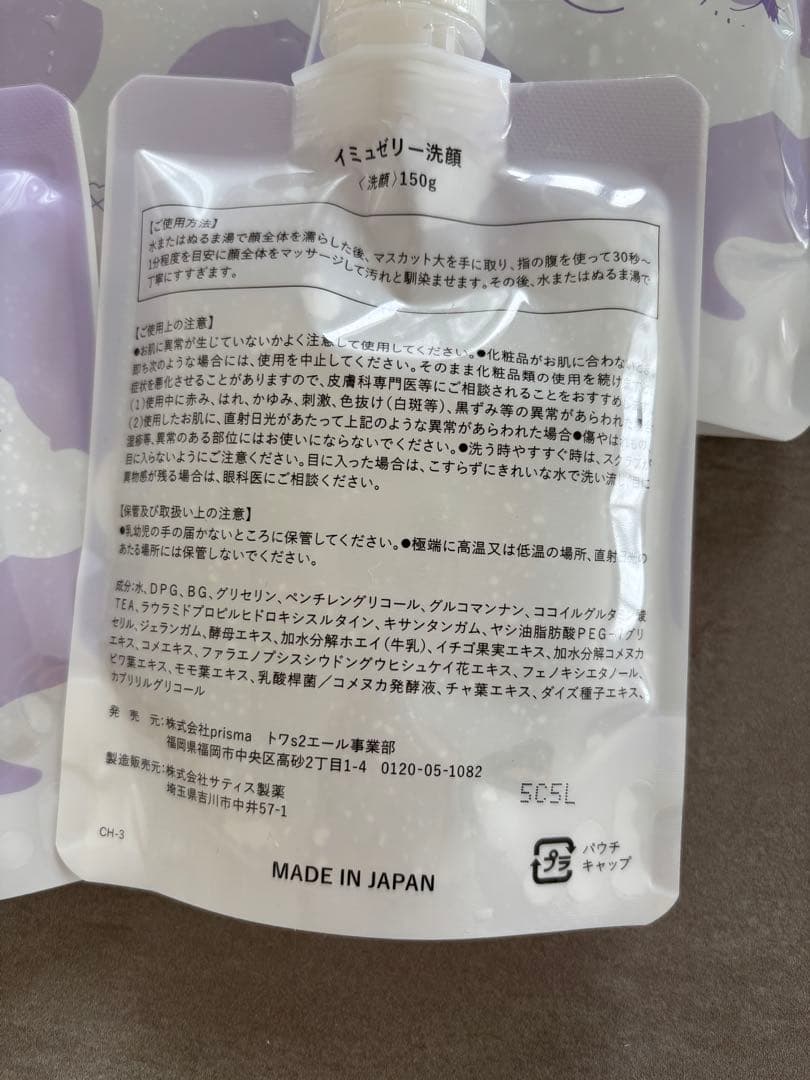 イミュゼリー洗顔
〈洗顔〉150g
【ご使用方法】
水またはぬるま湯で顔全体を濡らした後、マスカット大を手に取り、指の腹を使って30秒〜
1分程度を目安に顔全体をマッサージして汚れと馴染ませます。その後、水またはぬるま湯で
丁寧にすすぎます。
【ご使用上の注意】
●お肌に異常が生じていないかよく注意して使用してください。●化粧品がお肌に合わない
即ち次のような場合には、使用を中止してください。そのまま化粧品類の使用を続け
症状を悪化させることがありますので、皮膚科専門医等にご相談されることをおすすめ
(1)使用中に赤み、はれ、かゆみ、刺激、色抜け(白斑等)、黒ずみ等の異常があらわれた
(2)使用したお肌に、直射日光があたって上記のような異常があらわれた場合●傷やはれもの
湿疹等、異常のある部位にはお使いにならないでください。●洗う時やすすぐ時は、スクラブが
目に入らないようにご注意ください。目に入った場合は、こすらずにきれいな水で洗い流し
異物感が残る場合は、眼科医にご相談ください。
【保管及び取扱い上の注意】
●乳幼児の手の届かないところに保管してください。●極端に高温又は低温の場所、直射日光の
あたる場所には保管しないでください。
成分:水、DPG、BG、グリセリン、ペンチレングリコール、グルコマンナン、ココイルグルタミン酸
TEA、ラウラミドプロピルヒドロキシスルタイン、キサンタンガム、ヤシ油脂肪酸PEG-7グリ
セリル、ジェランガム、酵母エキス、加水分解ホエイ(牛乳)、イチゴ果実エキス、加水分解コメヌカ
エキス、コメエキス、ファラエノプシスシウドングウヒシュケイ花エキス、フェノキシエタノール、
ビワ葉エキス、モモ葉エキス、乳酸桿菌/コメヌカ発酵液、チャ葉エキス、ダイズ種子エキス、
カプリリルグリコール
発 売 元:株式会社prisma トワs2エール事業部
福岡県福岡市中央区高砂2丁目1-4 0120-05-1082
製造販売元:株式会社サティス製薬
埼玉県吉川市中井57-1
5C5L
CH-3
プラ
パウチ
キャップ
MADE IN JAPAN